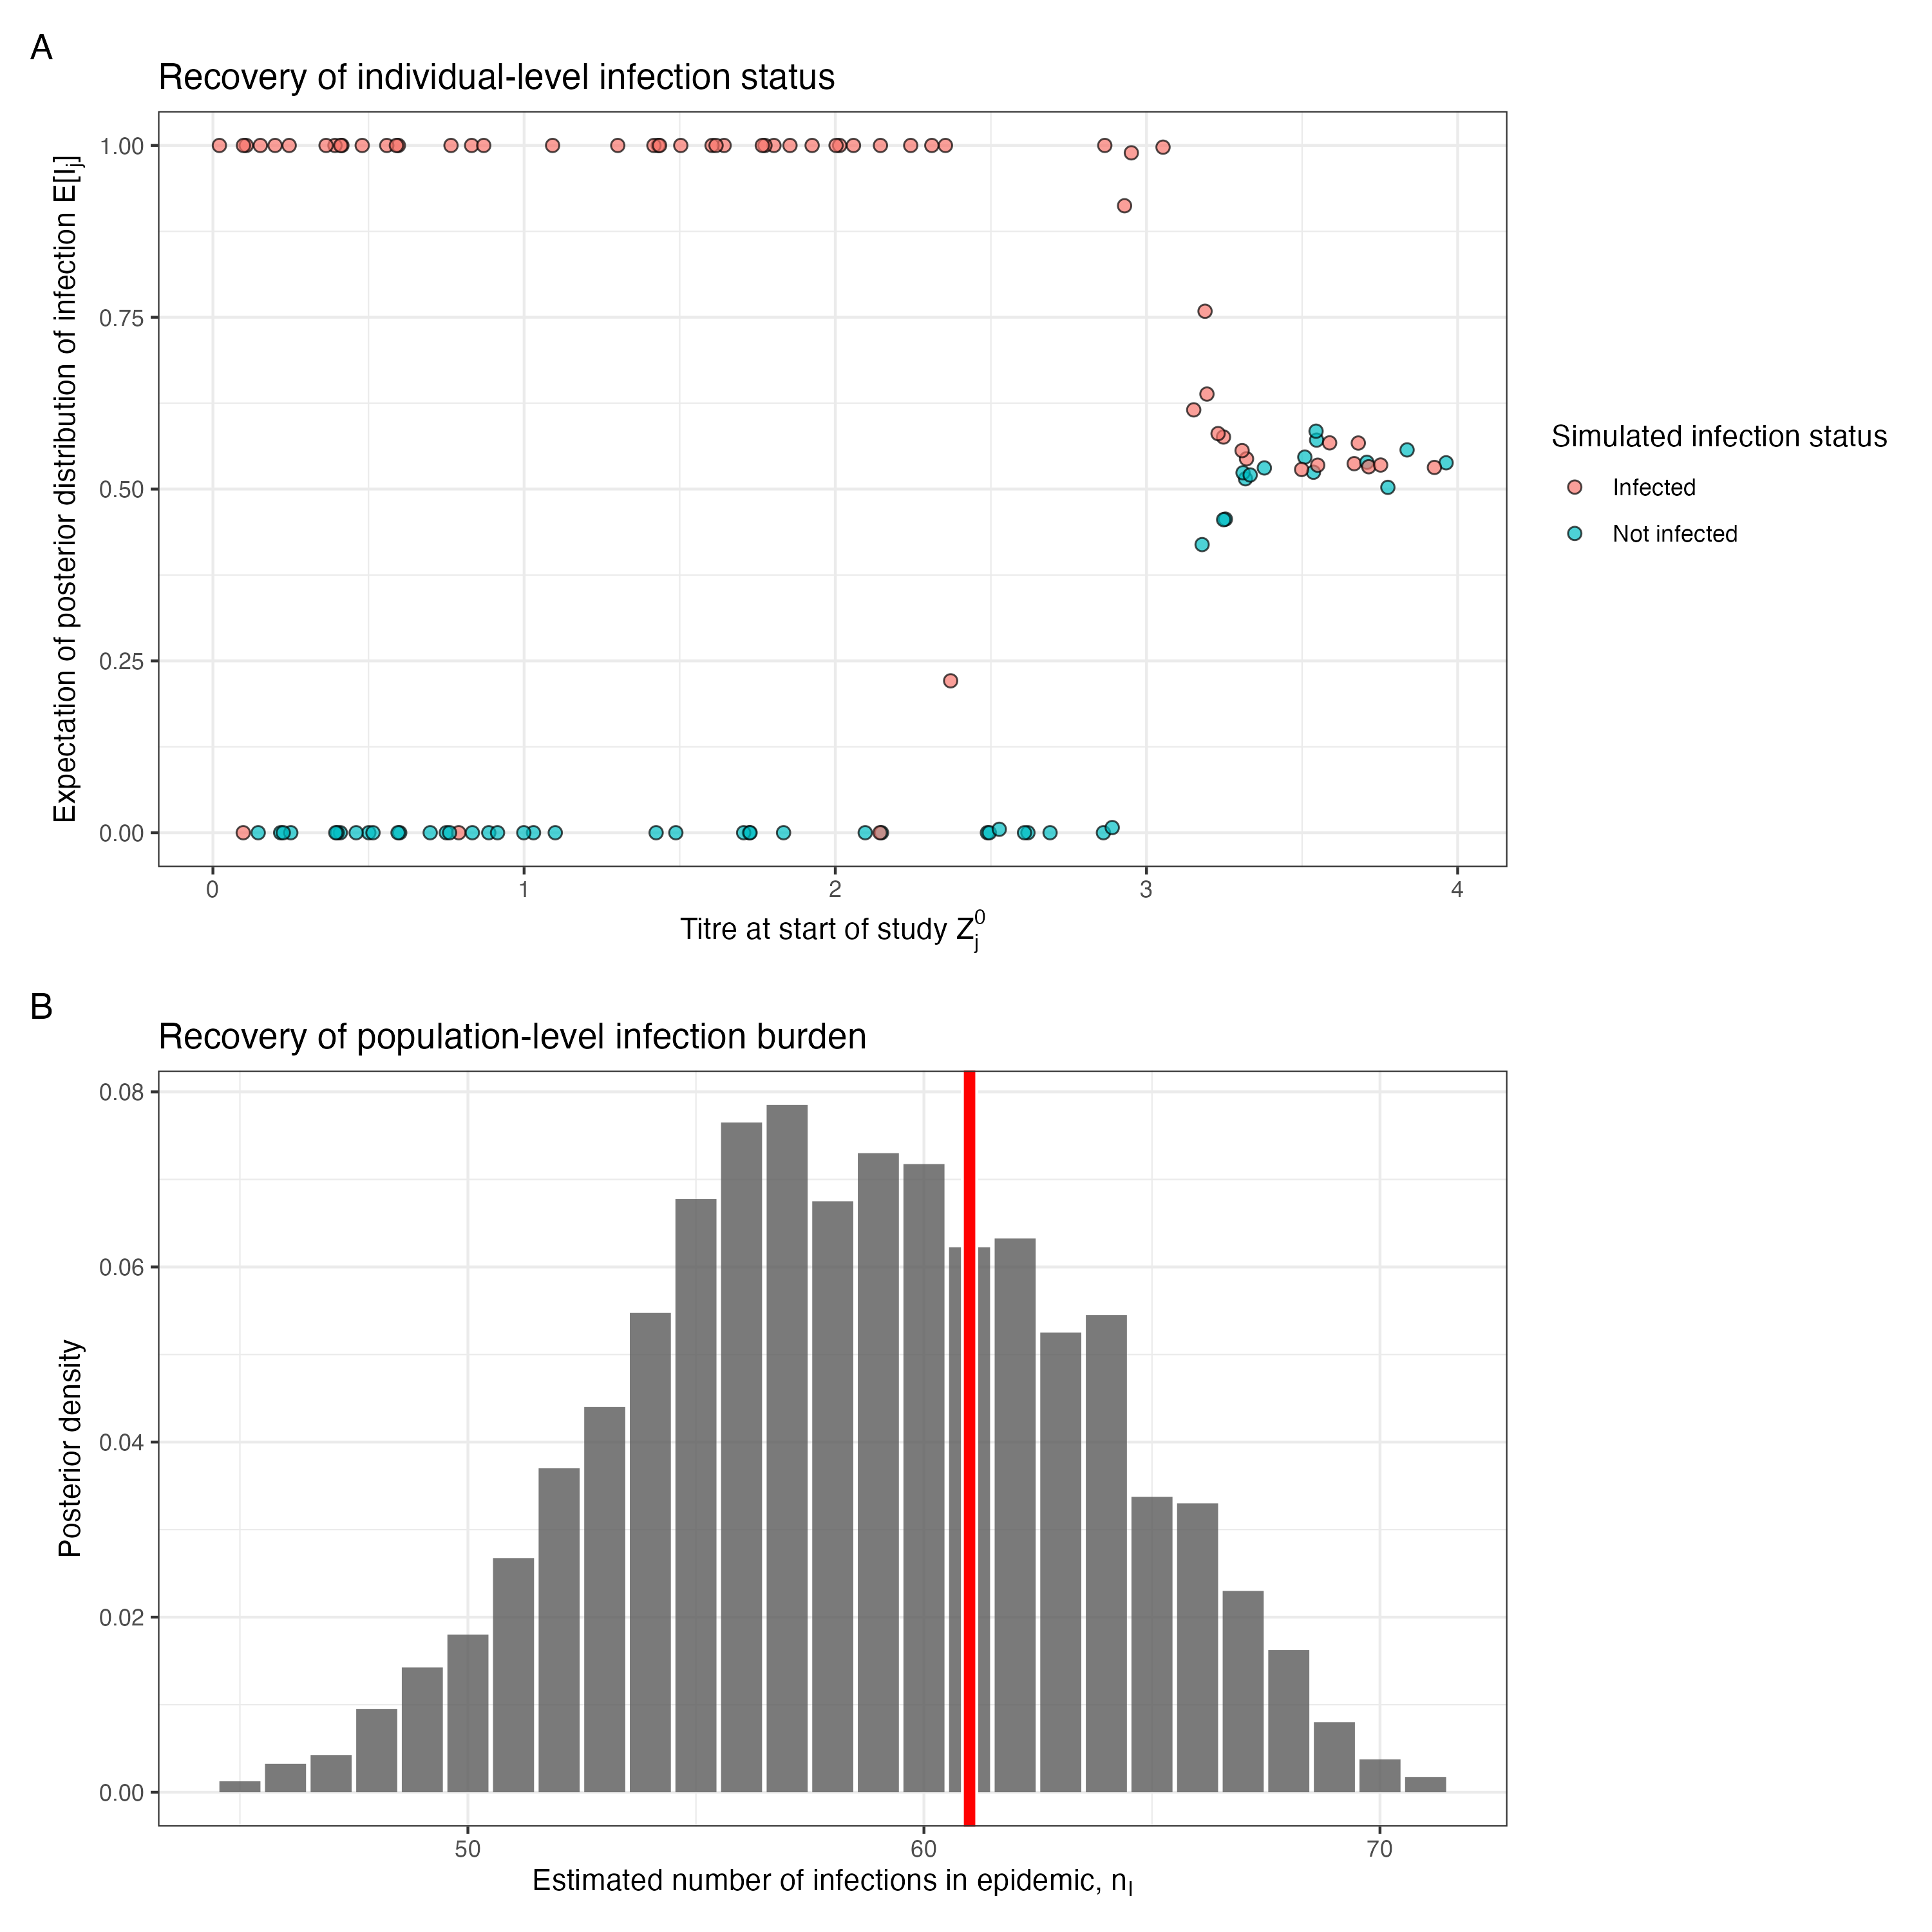 A
Recovery of individual-level infection status
Expectation of posterior distribution of infection E[Ij]
1.00
0.75
0.50
0.25
0.00
0 1 2 3 4
Titre at start of study Z0j
Simulated infection status
Infected
Not infected
B
Recovery of population-level infection burden
Posterior density
0.08
0.06
0.04
0.02
0.00
50 60 70
Estimated number of infections in epidemic, nI